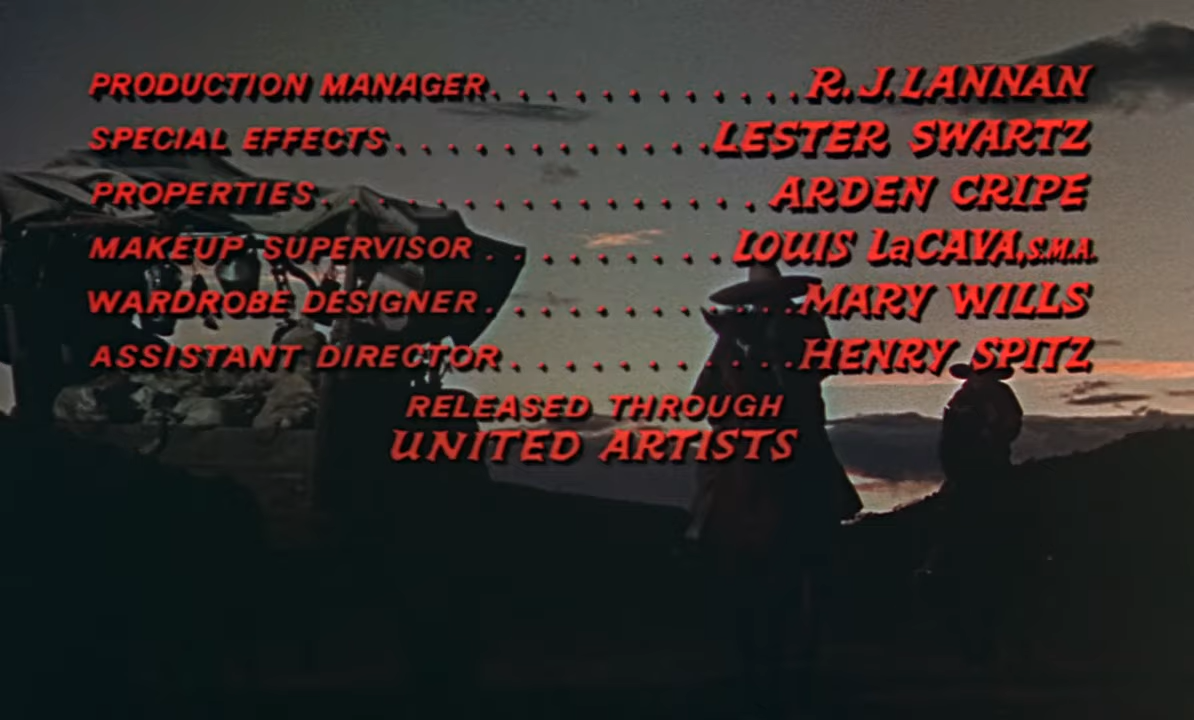 PRODUCTION MANAGER............R.J. LANNAN
SPECIAL EFFECTS............LESTER SWARTZ
PROPERTIES................ARDEN CRIPE
MAKEUP SUPERVISOR.........LOUIS LaCAVA, S.M.A.
WARDROBE DESIGNER............MARY WILLS
ASSISTANT DIRECTOR...........HENRY SPITZ
RELEASED THROUGH
UNITED ARTISTS